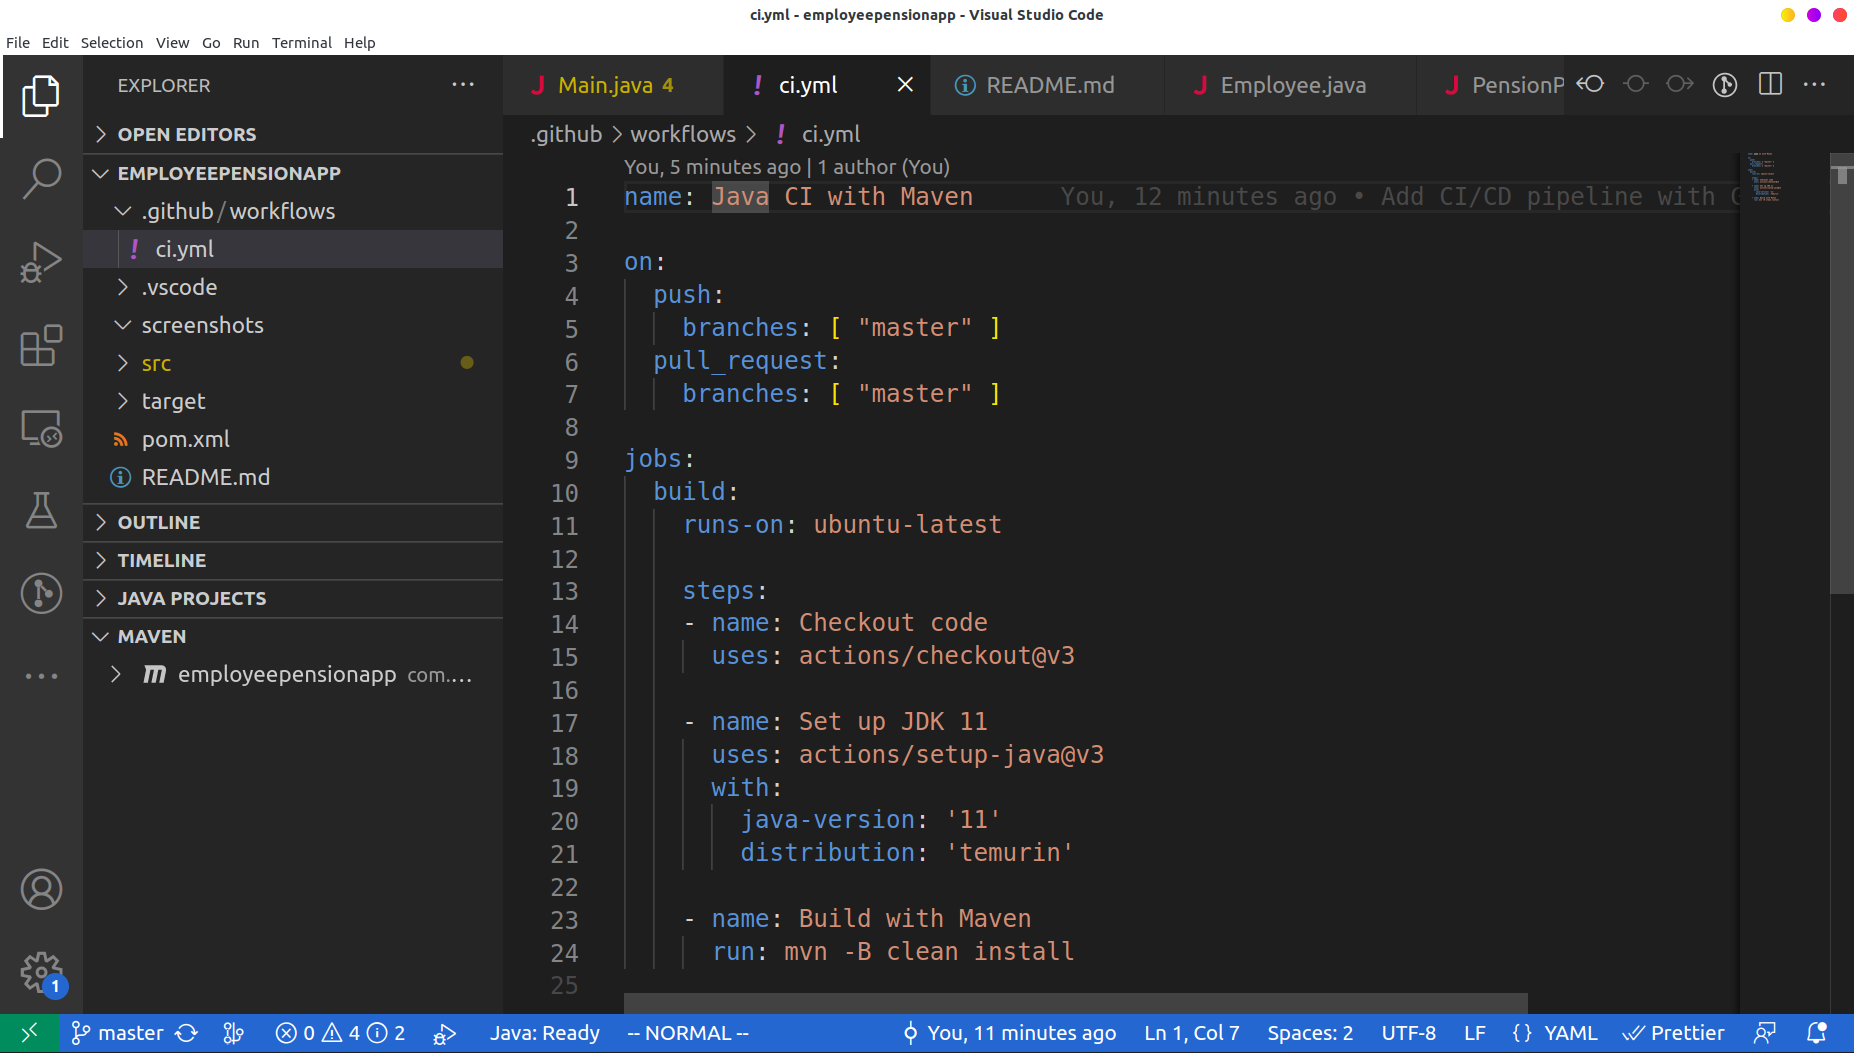 ci.yml - employeepensionapp - Visual Studio Code
File Edit Selection View Go Run Terminal Help
EXPLORER
OPEN EDITORS
EMPLOYEEPENSIONAPP
.github/workflows
ci.yml
.vscode
screenshots
src
target
pom.xml
README.md
OUTLINE
TIMELINE
JAVA PROJECTS
MAVEN
employeepensionapp com....
1
Main.java 4
ci.yml
README.md
Employee.java
PensionP
.github > workflows > ci.yml
You, 5 minutes ago | 1 author (You)
1 name: Java CI with Maven You, 12 minutes ago • Add CI/CD pipeline with
2
3 on:
4 push:
5 branches: [ "master" ]
6 pull_request:
7 branches: [ "master" ]
8
9 jobs:
10 build:
11 runs-on: ubuntu-latest
12
13 steps:
14 - name: Checkout code
15 uses: actions/checkout@v3
16
17 - name: Set up JDK 11
18 uses: actions/setup-java@v3
19 with:
20 java-version: '11'
21 distribution: 'temurin'
22
23 - name: Build with Maven
24 run: mvn -B clean install
25
master 0 4 2 Java: Ready -- NORMAL -- You, 11 minutes ago Ln 1, Col 7 Spaces: 2 UTF-8 LF {} YAML Prettier